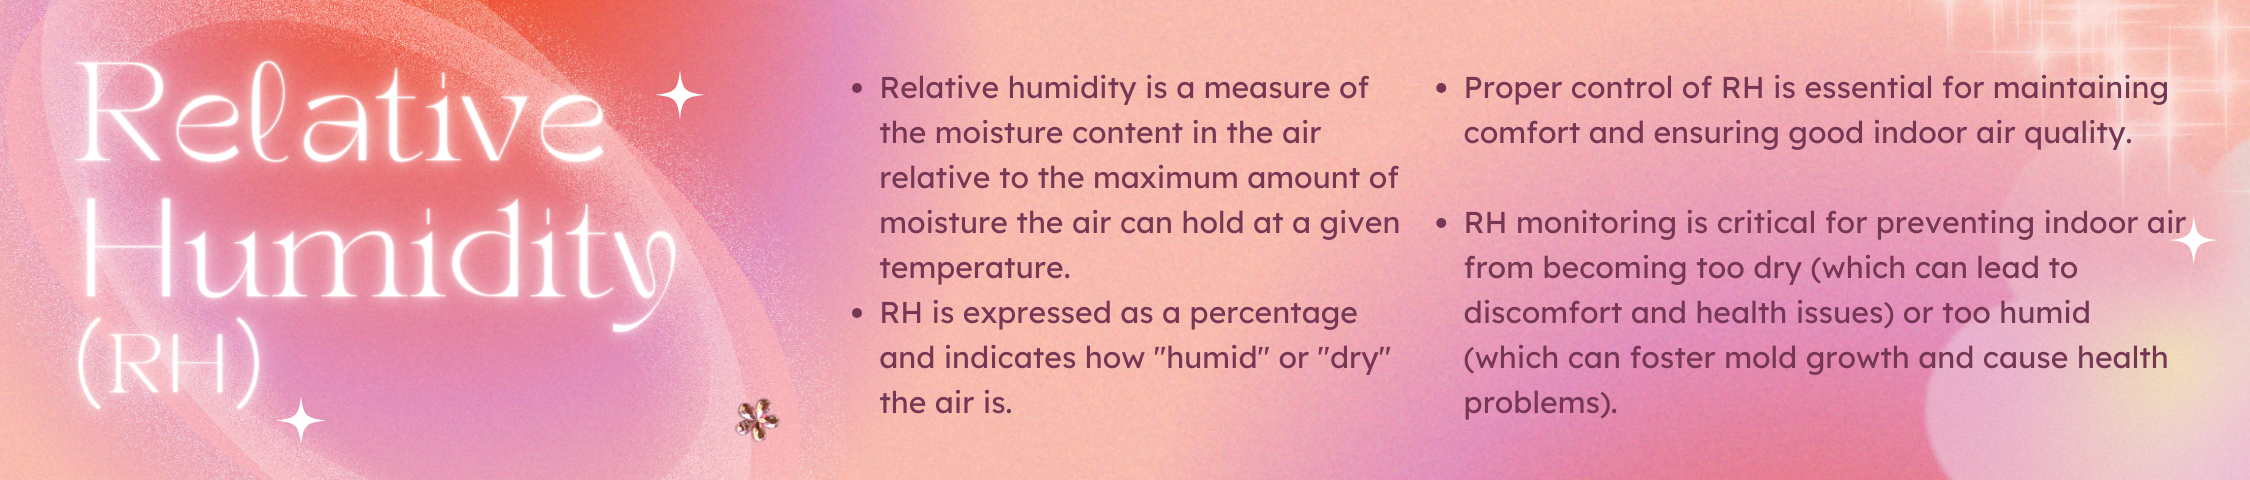 Relative
Humidity
(RH)
• Relative humidity is a measure of
the moisture content in the air
relative to the maximum amount of
moisture the air can hold at a given
temperature.
• RH is expressed as a percentage
and indicates how "humid" or "dry"
the air is.
• Proper control of RH is essential for maintaining
comfort and ensuring good indoor air quality.
• RH monitoring is critical for preventing indoor air
from becoming too dry (which can lead to
discomfort and health issues) or too humid
(which can foster mold growth and cause health
problems).